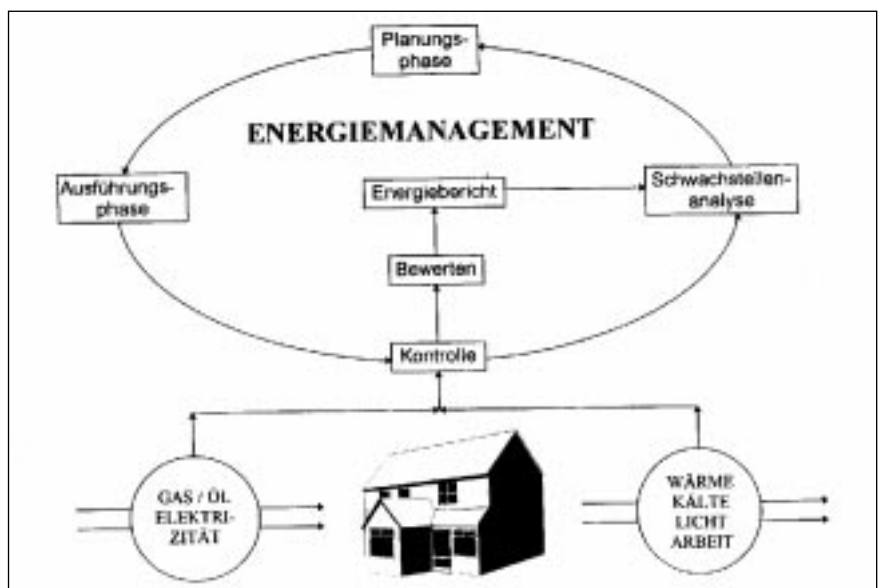 Planungs-
phase
ENERGIEMANAGEMENT
Ausführungs-
phase
Energiebericht
Schwachstellen-
analyse
Bewerten
Kontrolle
GAS / ÖL
ELEKTRI-
ZITÄT
WÄRME
KÄLTE
LICHT
ARBEIT